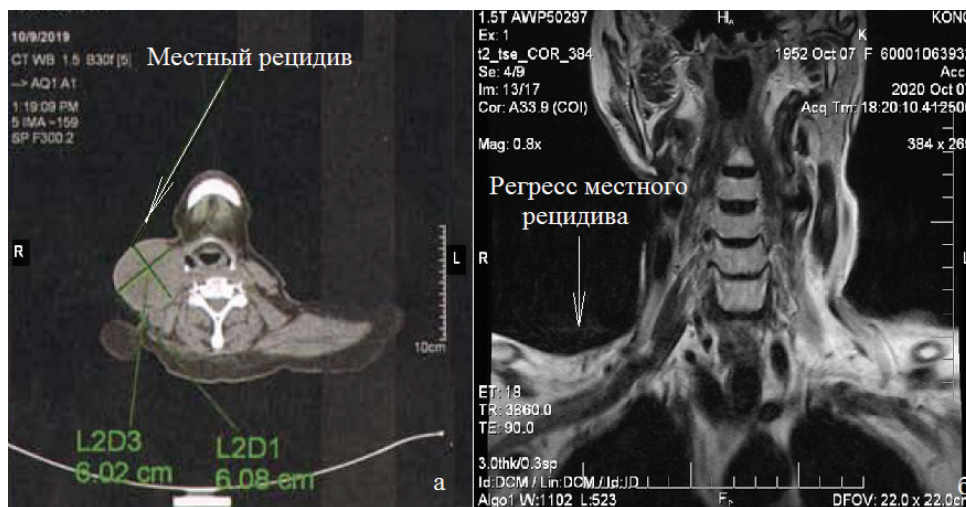 10/9/2019
CT WB 1.5 B30f [5]
--> AQ1 A1
1:19:09 PM
5 IMA -159
SP F300.2
Местный рецидив
R
L
10cm
L2D3
6.02 cm
L2D1
6.08 cm
а
1.5T AWP50297
Ex: 1
t2_tse_COR_384
Se: 4/9
Im: 13/17
Cor: A33.9 (COI)
Mag: 0.8x
H
A
KONO
K
1952 Oct 07 F 6000106393
Acc
2020 Oct 07
Acq Tm: 18:20:10.412500
384 x 26
Регресс местного
рецидива
R
L
ET: 18
TR: 3860.0
TE: 90.0
3.0thk/0.3sp
Id:DCM / Lin:DCM / Id:ID
Algo1 W:1102 L:523
F
P
DFOV: 22.0 x 22.0cm
б